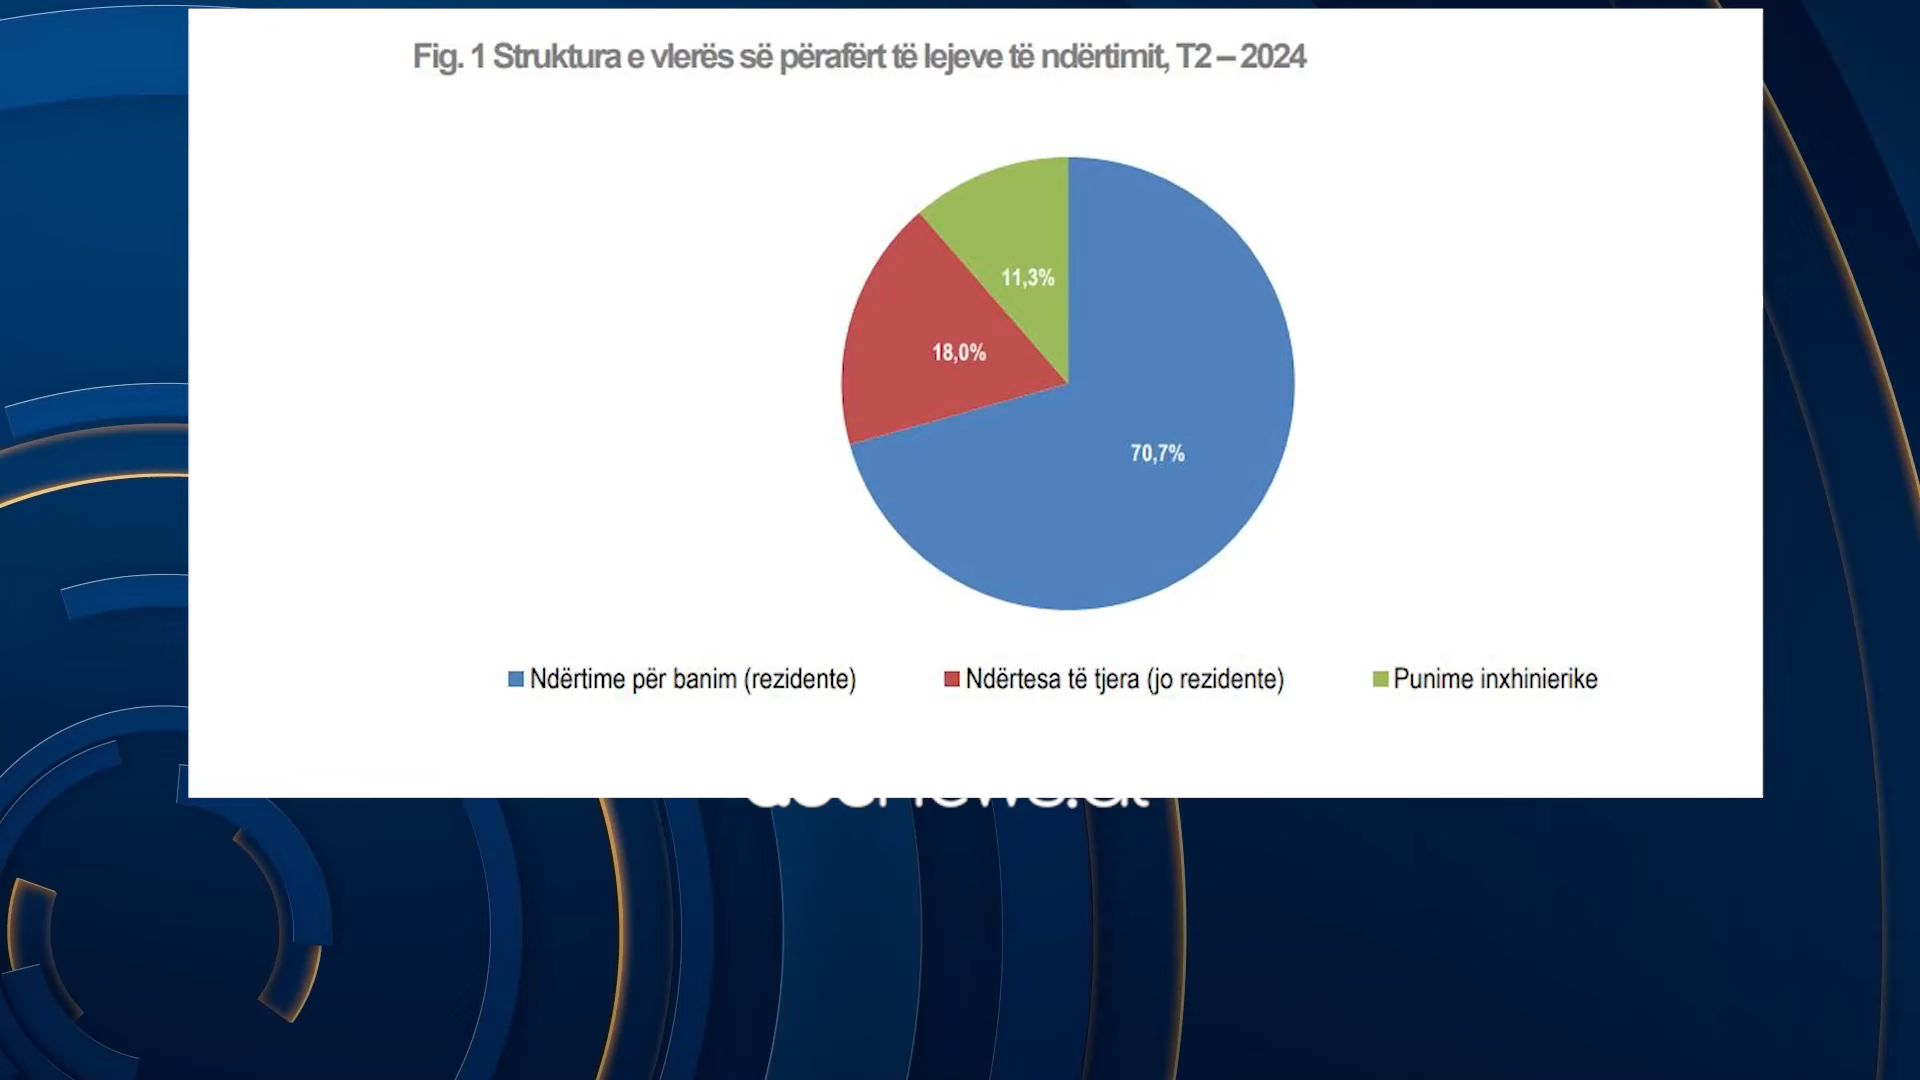 Fig. 1 Struktura e vlerës së përafërt të lejeve të ndërtimit, T2 – 2024
11,3%
18,0%
70,7%
Ndërtime për banim (rezidente)
Ndërtesa të tjera (jo rezidente)
Punime inxhinierike